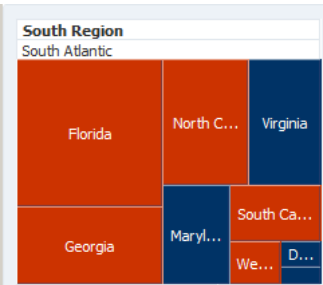 South Region
South Atlantic
Florida
North C...
Virginia
Georgia
Maryl...
South Ca...
We...
D...